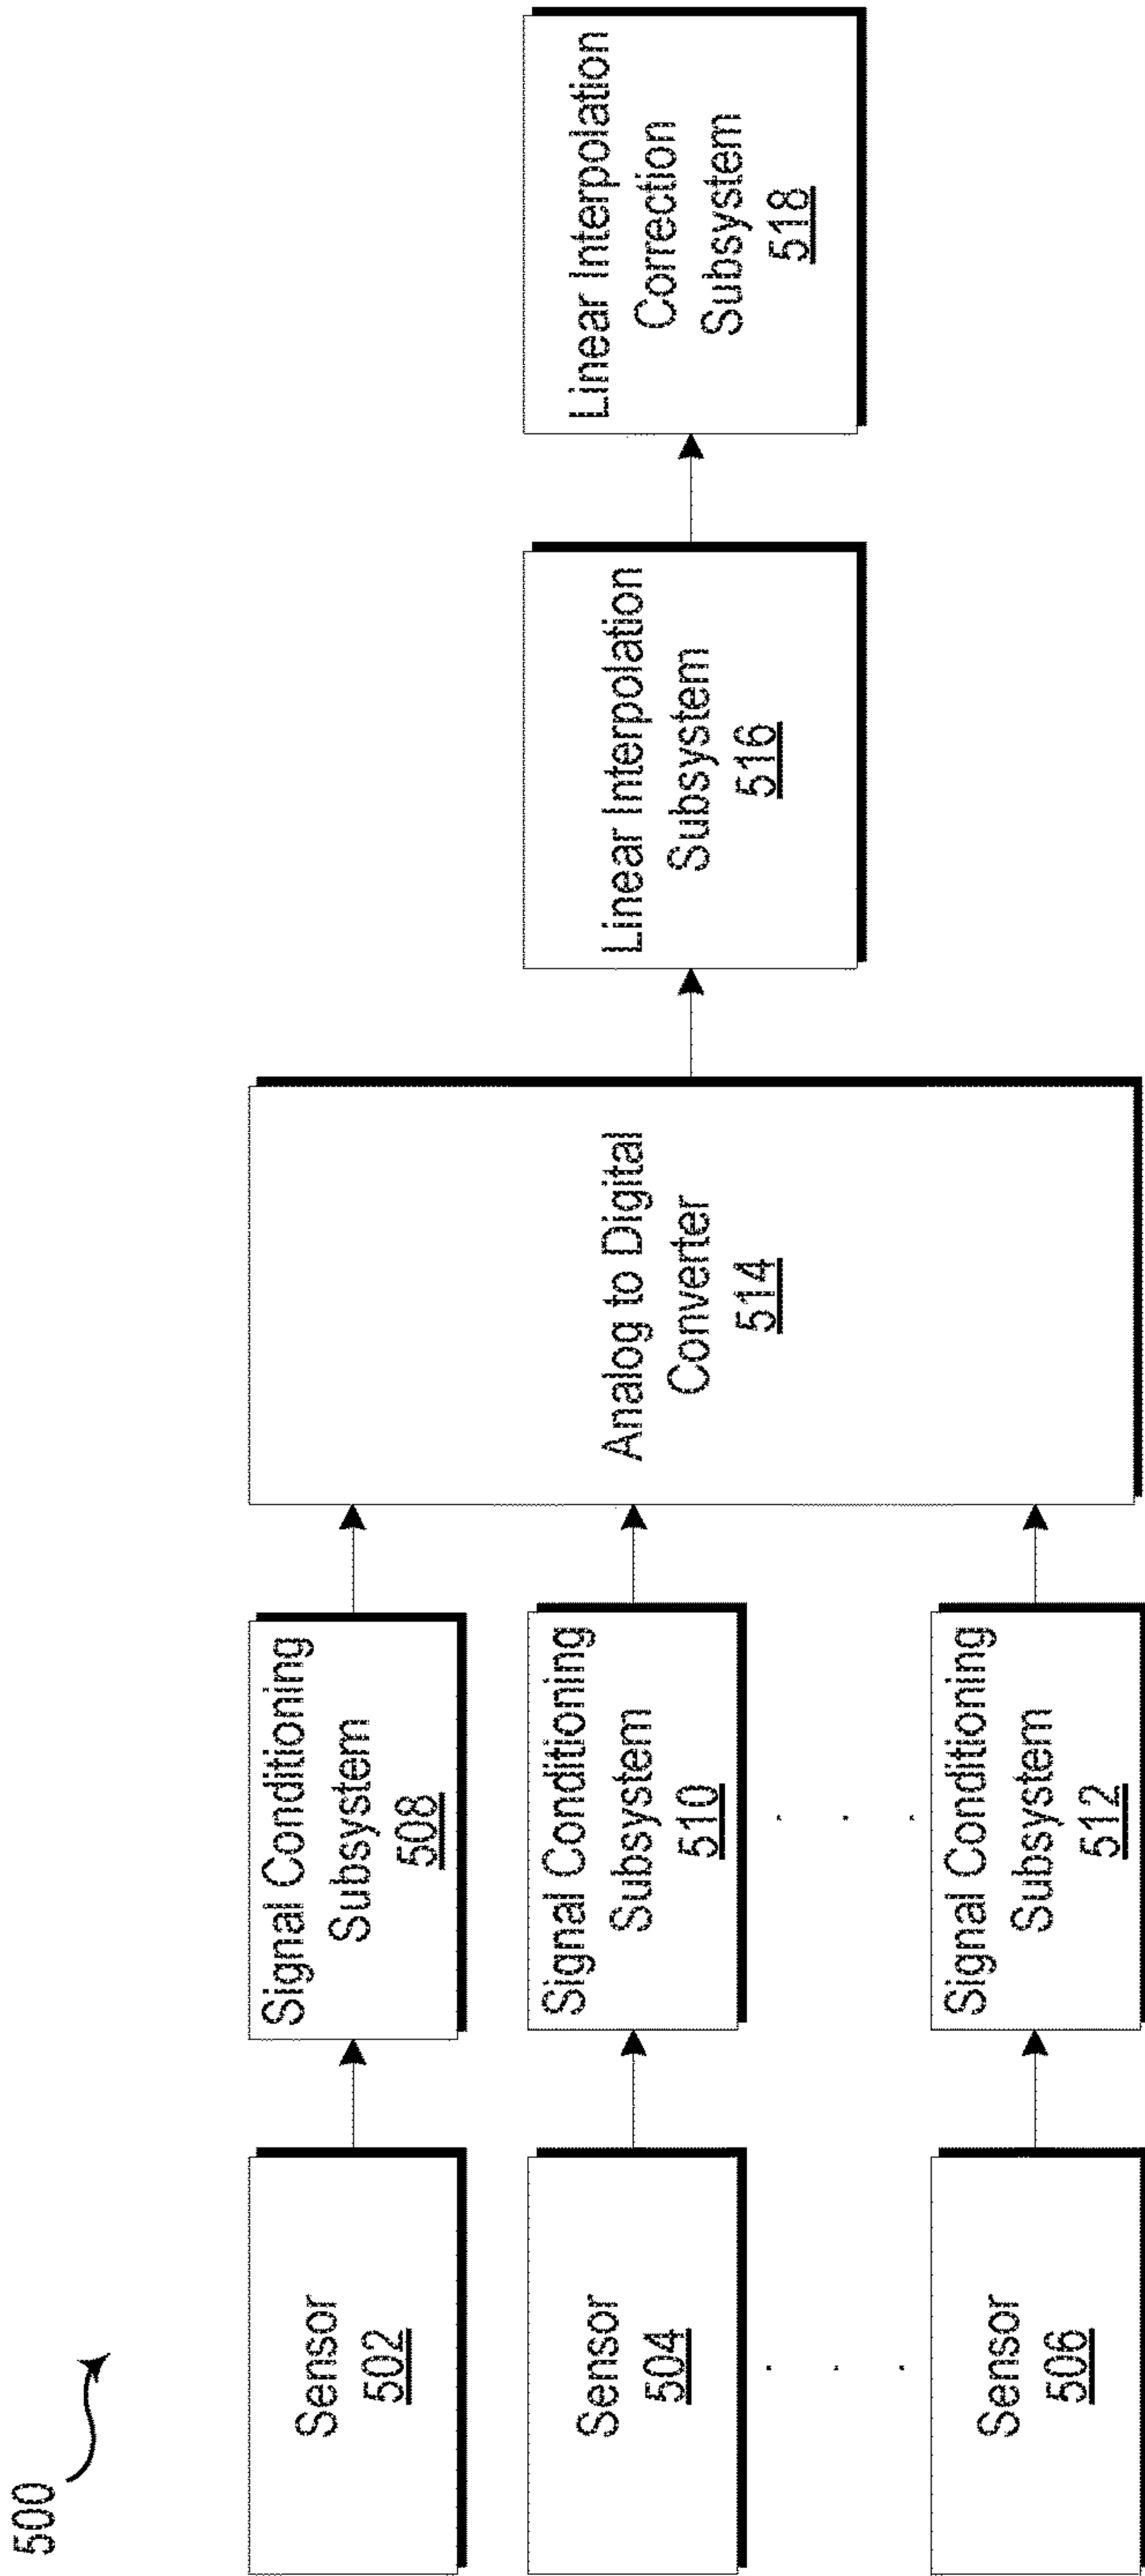 500
Sensor
502
Signal Conditioning
Subsystem
508
Sensor
504
Signal Conditioning
Subsystem
510
Sensor
506
Signal Conditioning
Subsystem
512
Analog to Digital
Converter
514
Linear Interpolation
Subsystem
516
Linear Interpolation
Correction
Subsystem
518